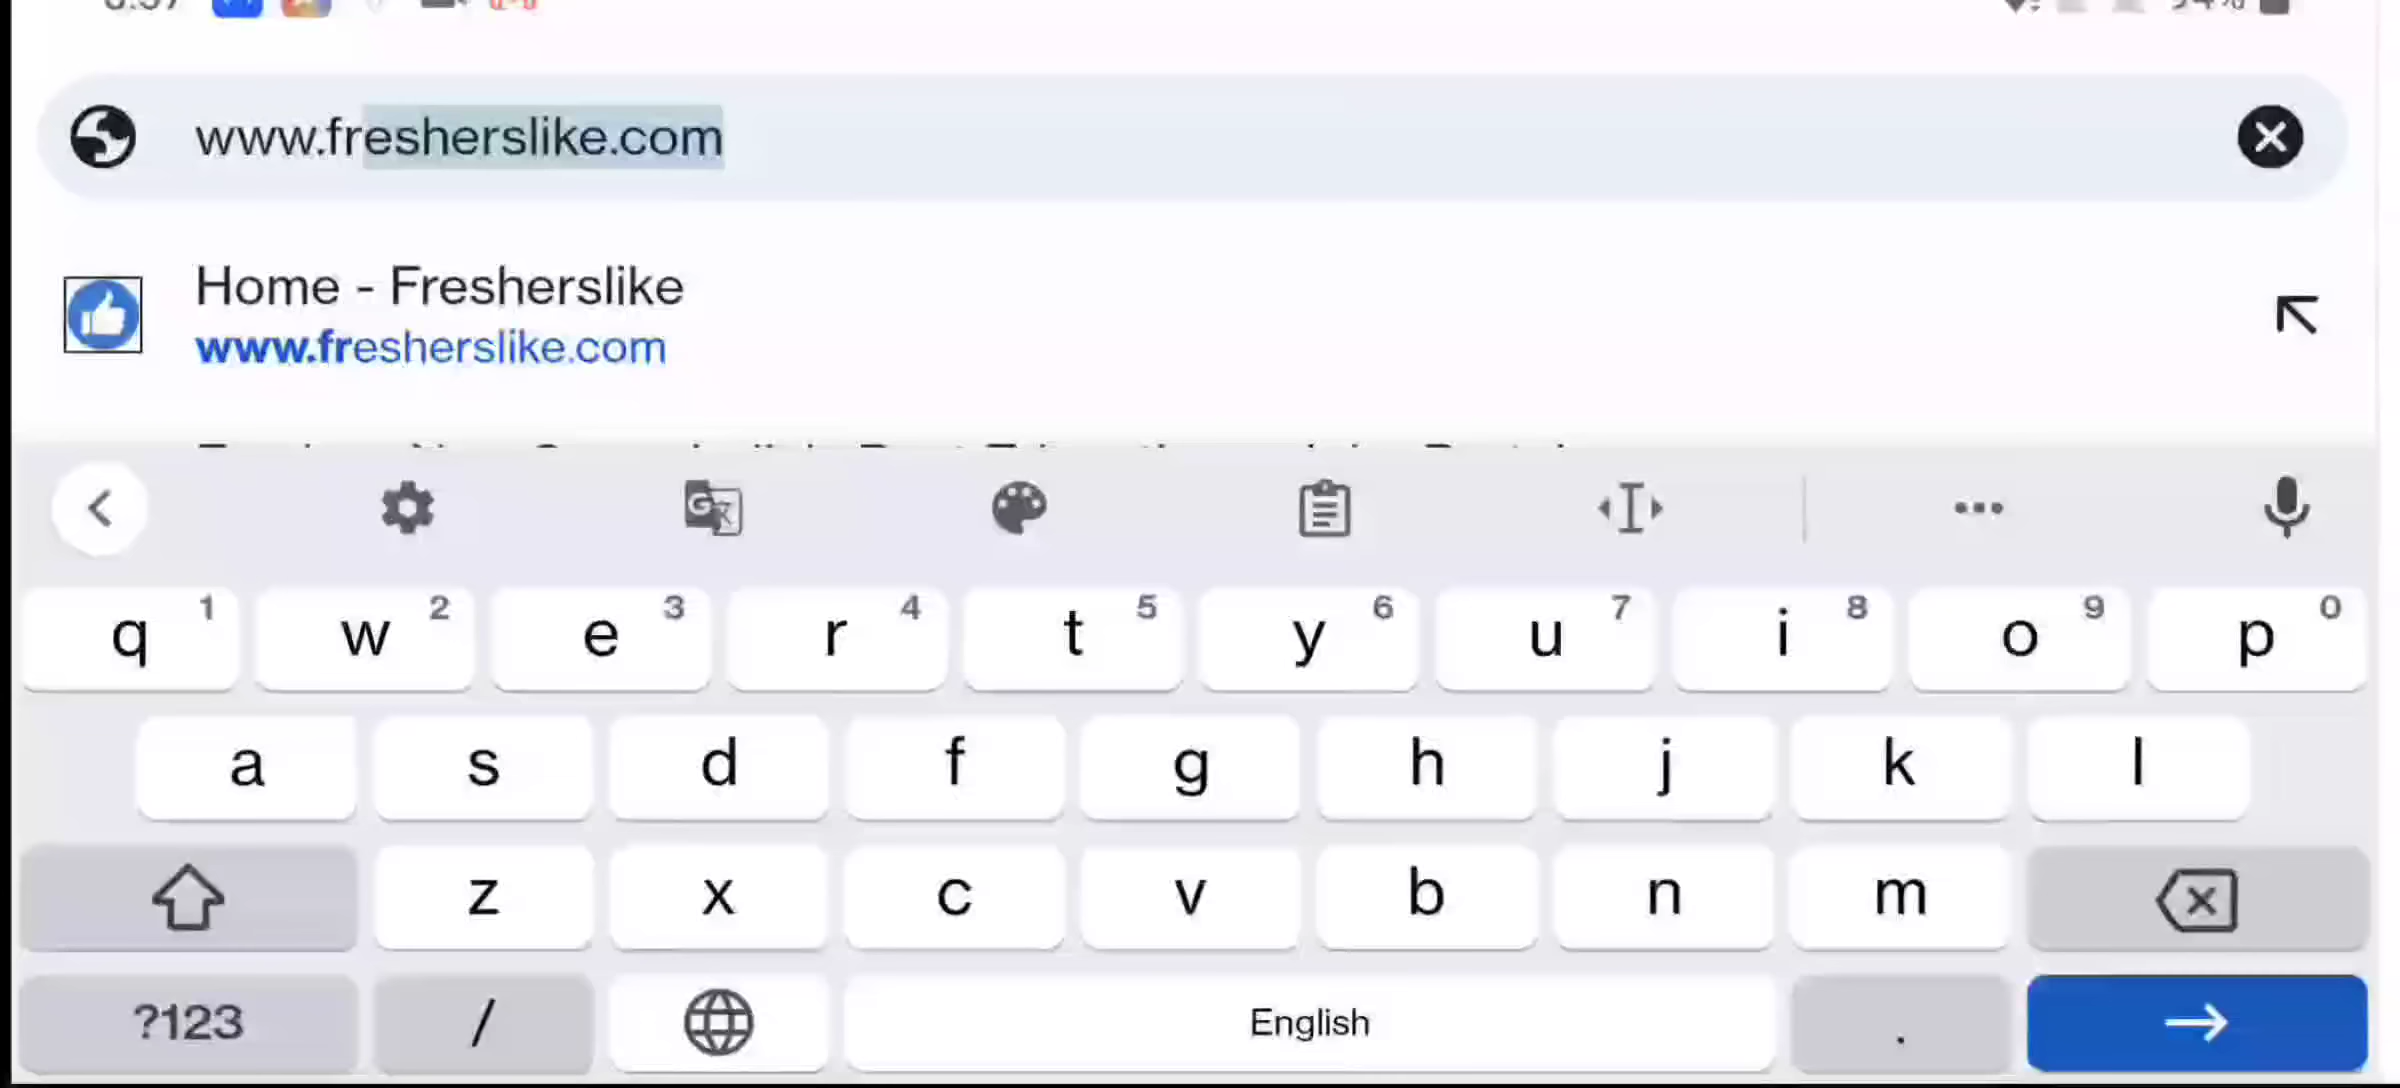 www.fresherslike.com
Home - Fresherslike
www.fresherslike.com
q 1 w 2 e 3 r 4 t 5 y 6 u 7 i 8 o 9 p 0
a s d f g h j k l
z x c v b n m
?123 / English .